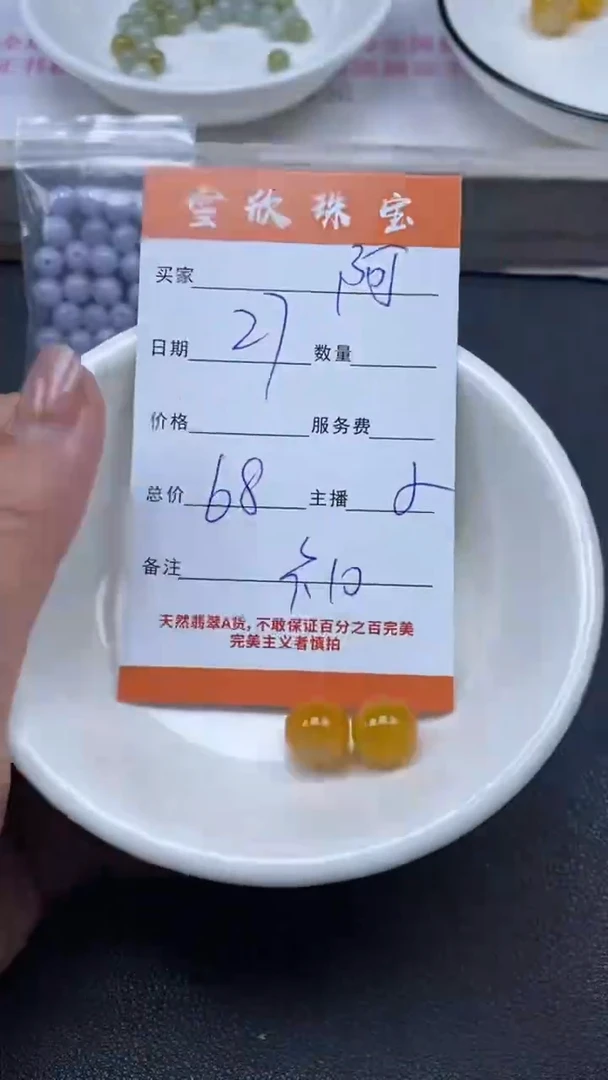 雪欣珠宝
买家 阿
日期 27 数量
价格 服务费
总价 68 主播
备注
天然翡翠A货,不敢保证百分之百完美
完美主义者慎拍